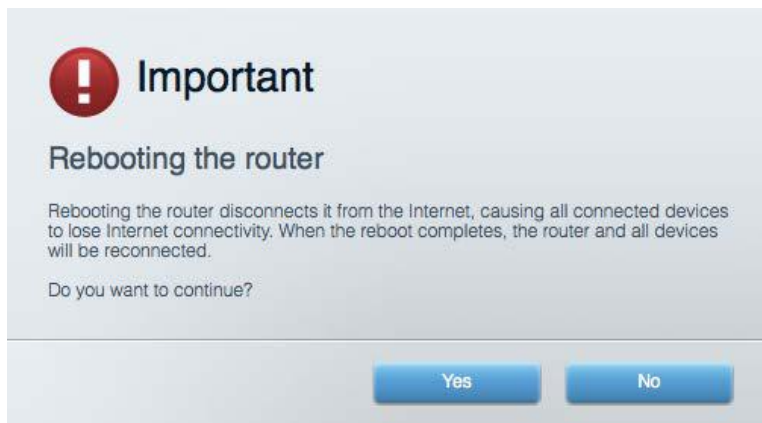 Important
Rebooting the router
Rebooting the router disconnects it from the Internet, causing all connected devices
to lose Internet connectivity. When the reboot completes, the router and all devices
will be reconnected.
Do you want to continue?
Yes
No